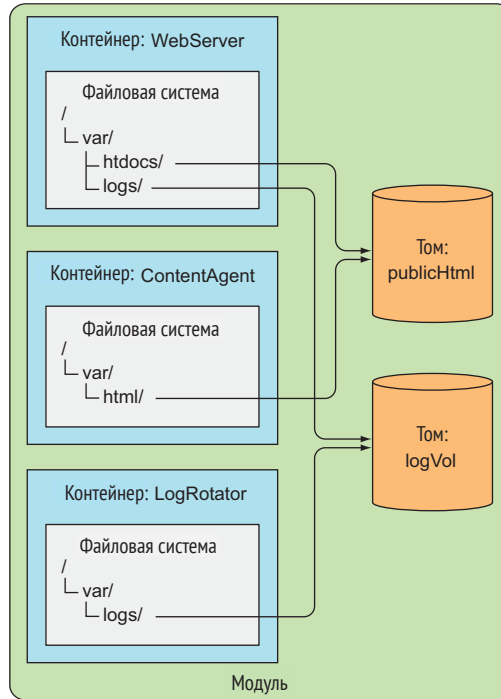 Контейнер: WebServer
Файловая система
/
var/
htdocs/
logs/
Контейнер: ContentAgent
Файловая система
/
var/
html/
Контейнер: LogRotator
Файловая система
/
var/
logs/
Том:
publicHtml
Том:
logVol
Модуль